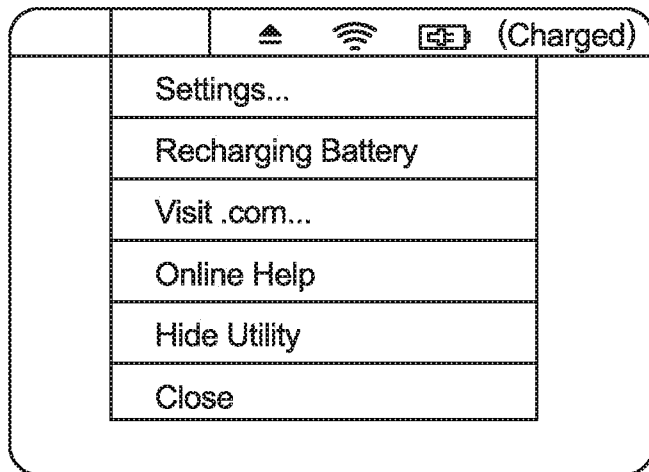 (Charged)
Settings...
Recharging Battery
Visit .com...
Online Help
Hide Utility
Close